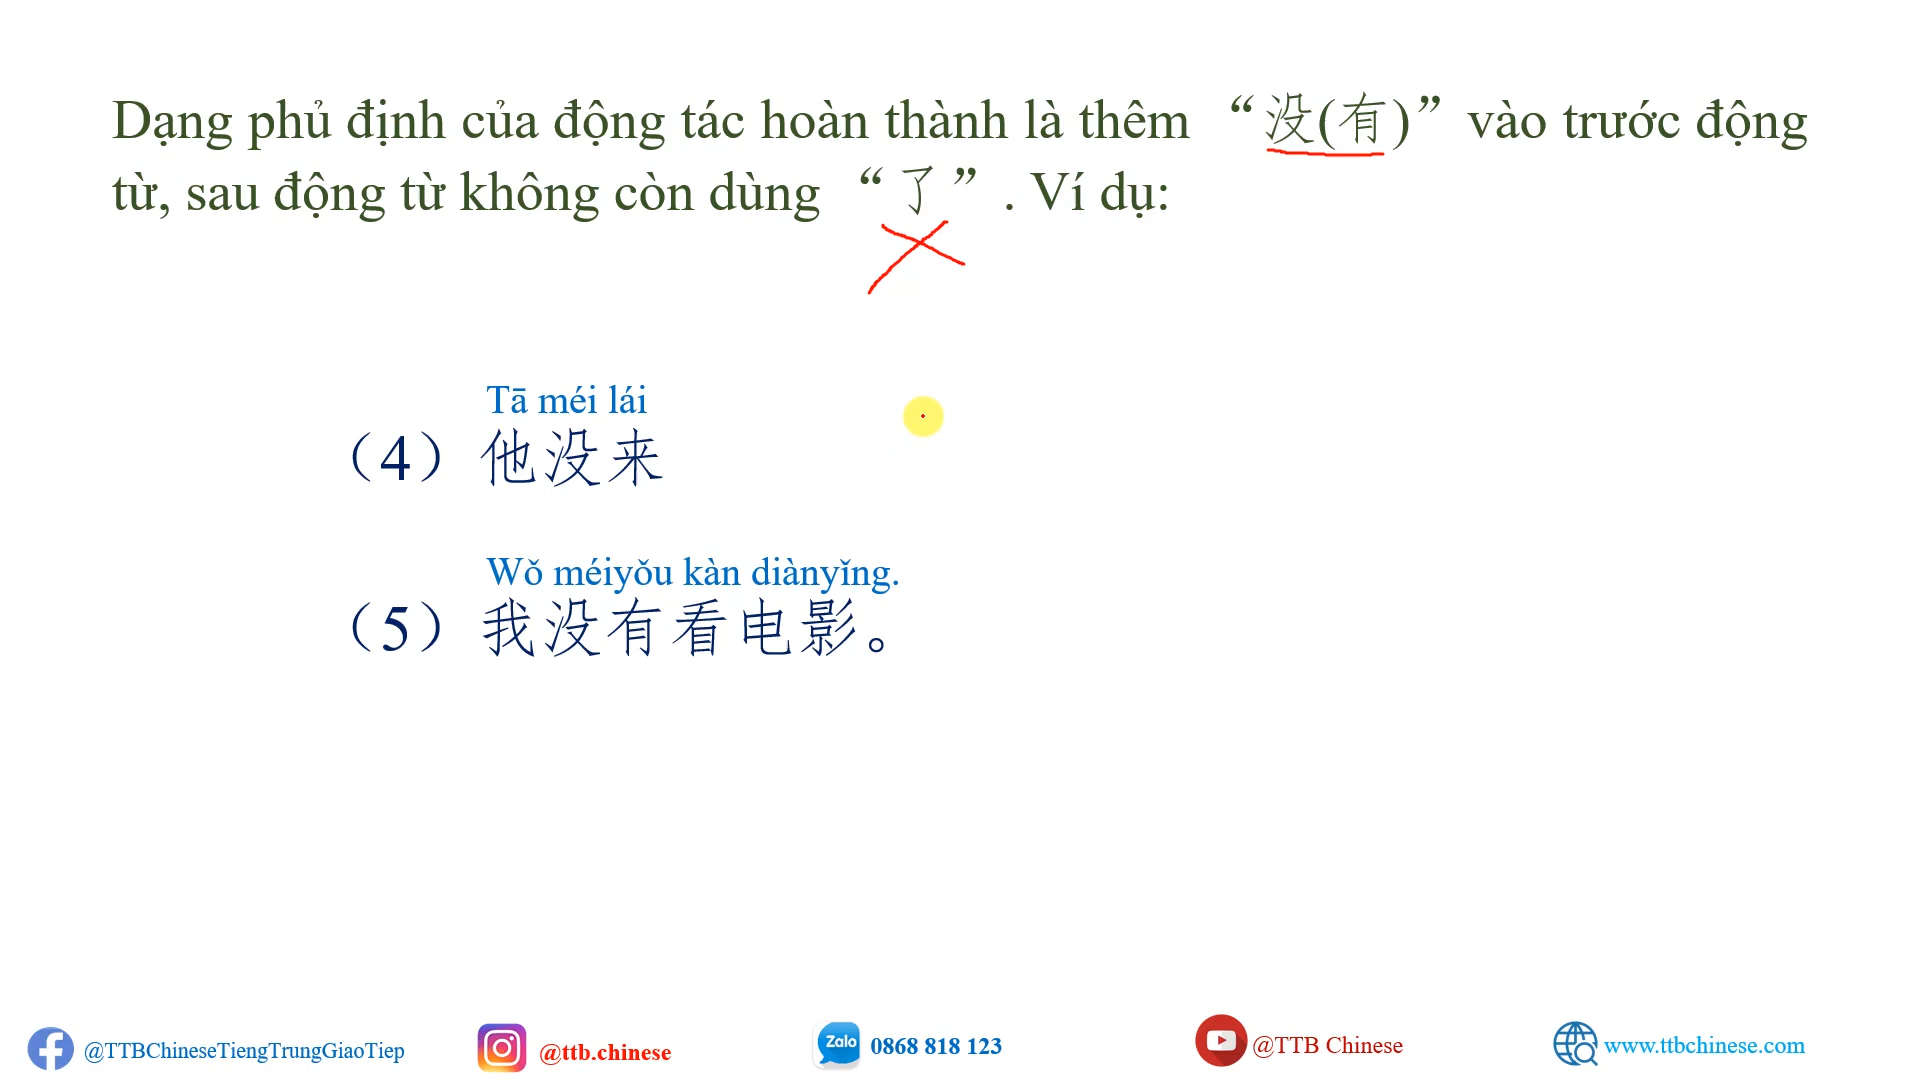 Dạng phủ định của động tác hoàn thành là thêm “没(有)”vào trước động
từ, sau động từ không còn dùng “了”. Ví dụ:
Tā méi lái
（4）他没来
Wǒ méiyǒu kàn diànyǐng.
（5）我没有看电影。
@TTBChineseTiengTrungGiaoTiep
@ttb.chinese
Zalo
0868 818 123
@TTB Chinese
www.ttbchinese.com